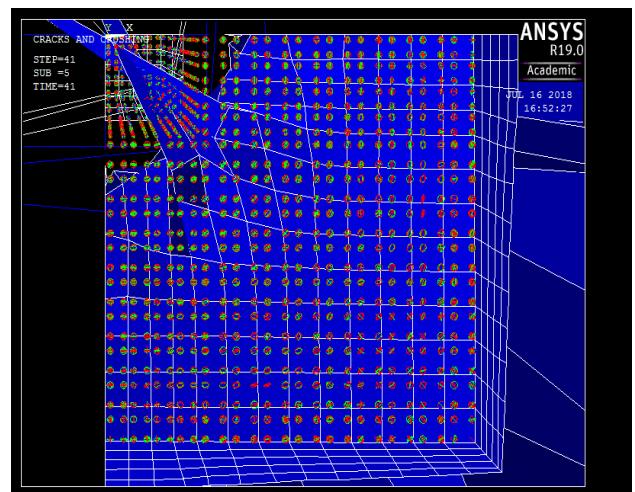 Y X
CRACKS AND CRUSHING
STEP=41
SUB =5
TIME=41
ANSYS
R19.0
Academic
JUL 16 2018
16:52:27